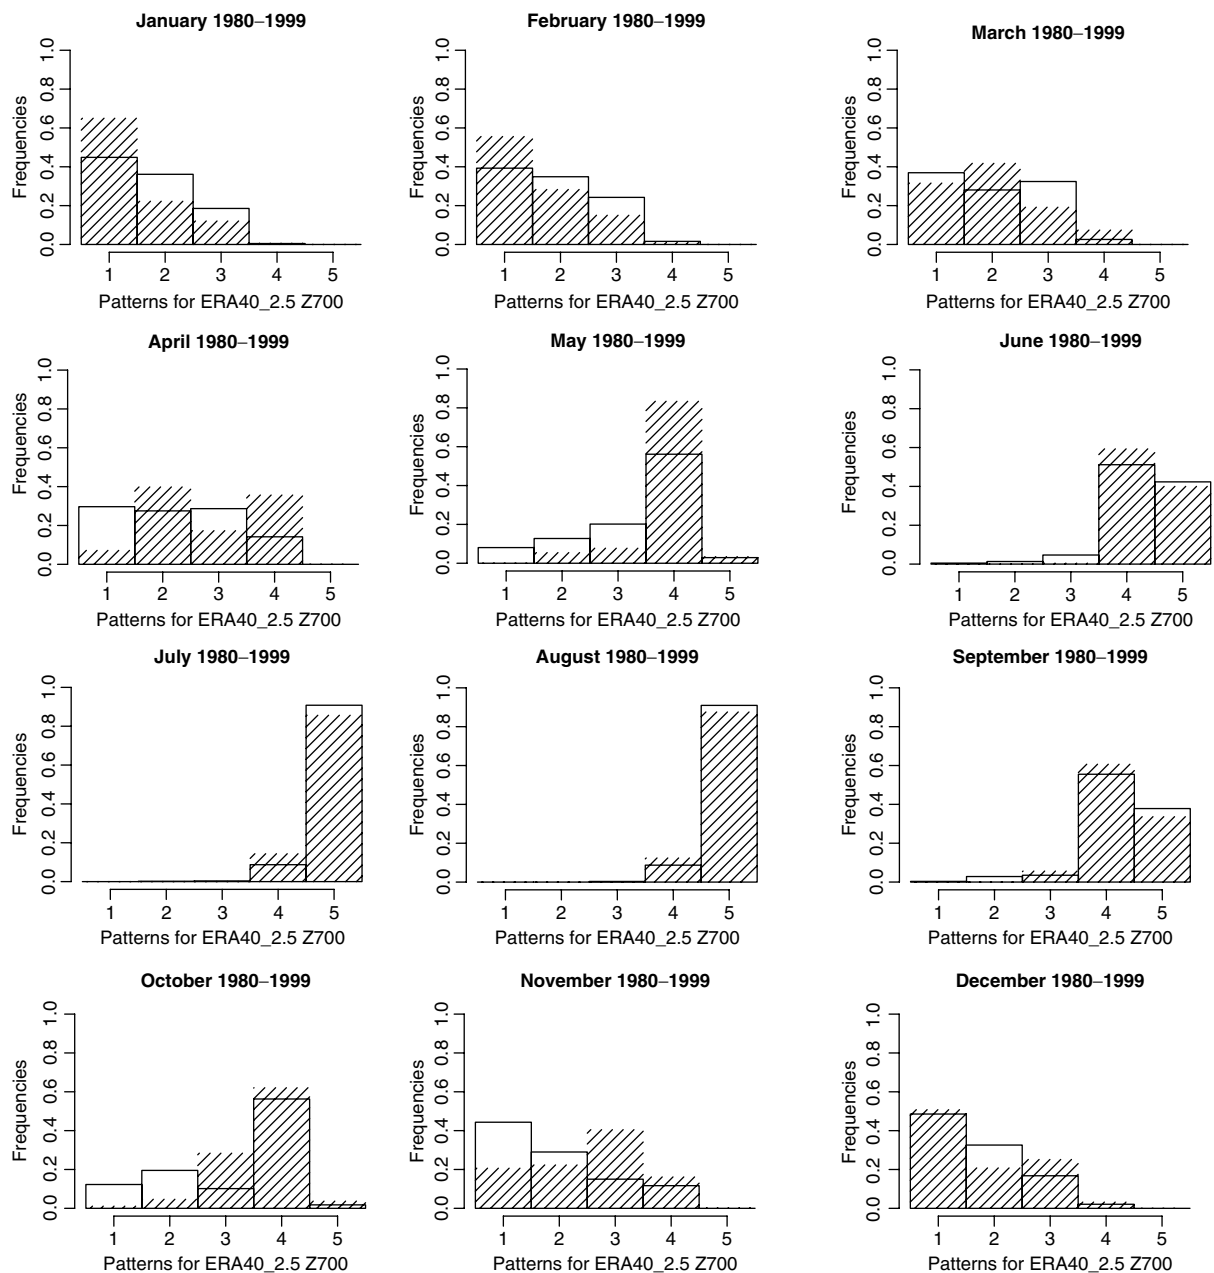 January 1980–1999
Frequencies
0.0 0.2 0.4 0.6 0.8 1.0
1 2 3 4 5
Patterns for ERA40_2.5 Z700
February 1980–1999
Frequencies
0.0 0.2 0.4 0.6 0.8 1.0
1 2 3 4 5
Patterns for ERA40_2.5 Z700
March 1980–1999
Frequencies
0.0 0.2 0.4 0.6 0.8 1.0
1 2 3 4 5
Patterns for ERA40_2.5 Z700
April 1980–1999
Frequencies
0.0 0.2 0.4 0.6 0.8 1.0
1 2 3 4 5
Patterns for ERA40_2.5 Z700
May 1980–1999
Frequencies
0.0 0.2 0.4 0.6 0.8 1.0
1 2 3 4 5
Patterns for ERA40_2.5 Z700
June 1980–1999
Frequencies
0.0 0.2 0.4 0.6 0.8 1.0
1 2 3 4 5
Patterns for ERA40_2.5 Z700
July 1980–1999
Frequencies
0.0 0.2 0.4 0.6 0.8 1.0
1 2 3 4 5
Patterns for ERA40_2.5 Z700
August 1980–1999
Frequencies
0.0 0.2 0.4 0.6 0.8 1.0
1 2 3 4 5
Patterns for ERA40_2.5 Z700
September 1980–1999
Frequencies
0.0 0.2 0.4 0.6 0.8 1.0
1 2 3 4 5
Patterns for ERA40_2.5 Z700
October 1980–1999
Frequencies
0.0 0.2 0.4 0.6 0.8 1.0
1 2 3 4 5
Patterns for ERA40_2.5 Z700
November 1980–1999
Frequencies
0.0 0.2 0.4 0.6 0.8 1.0
1 2 3 4 5
Patterns for ERA40_2.5 Z700
December 1980–1999
Frequencies
0.0 0.2 0.4 0.6 0.8 1.0
1 2 3 4 5
Patterns for ERA40_2.5 Z700